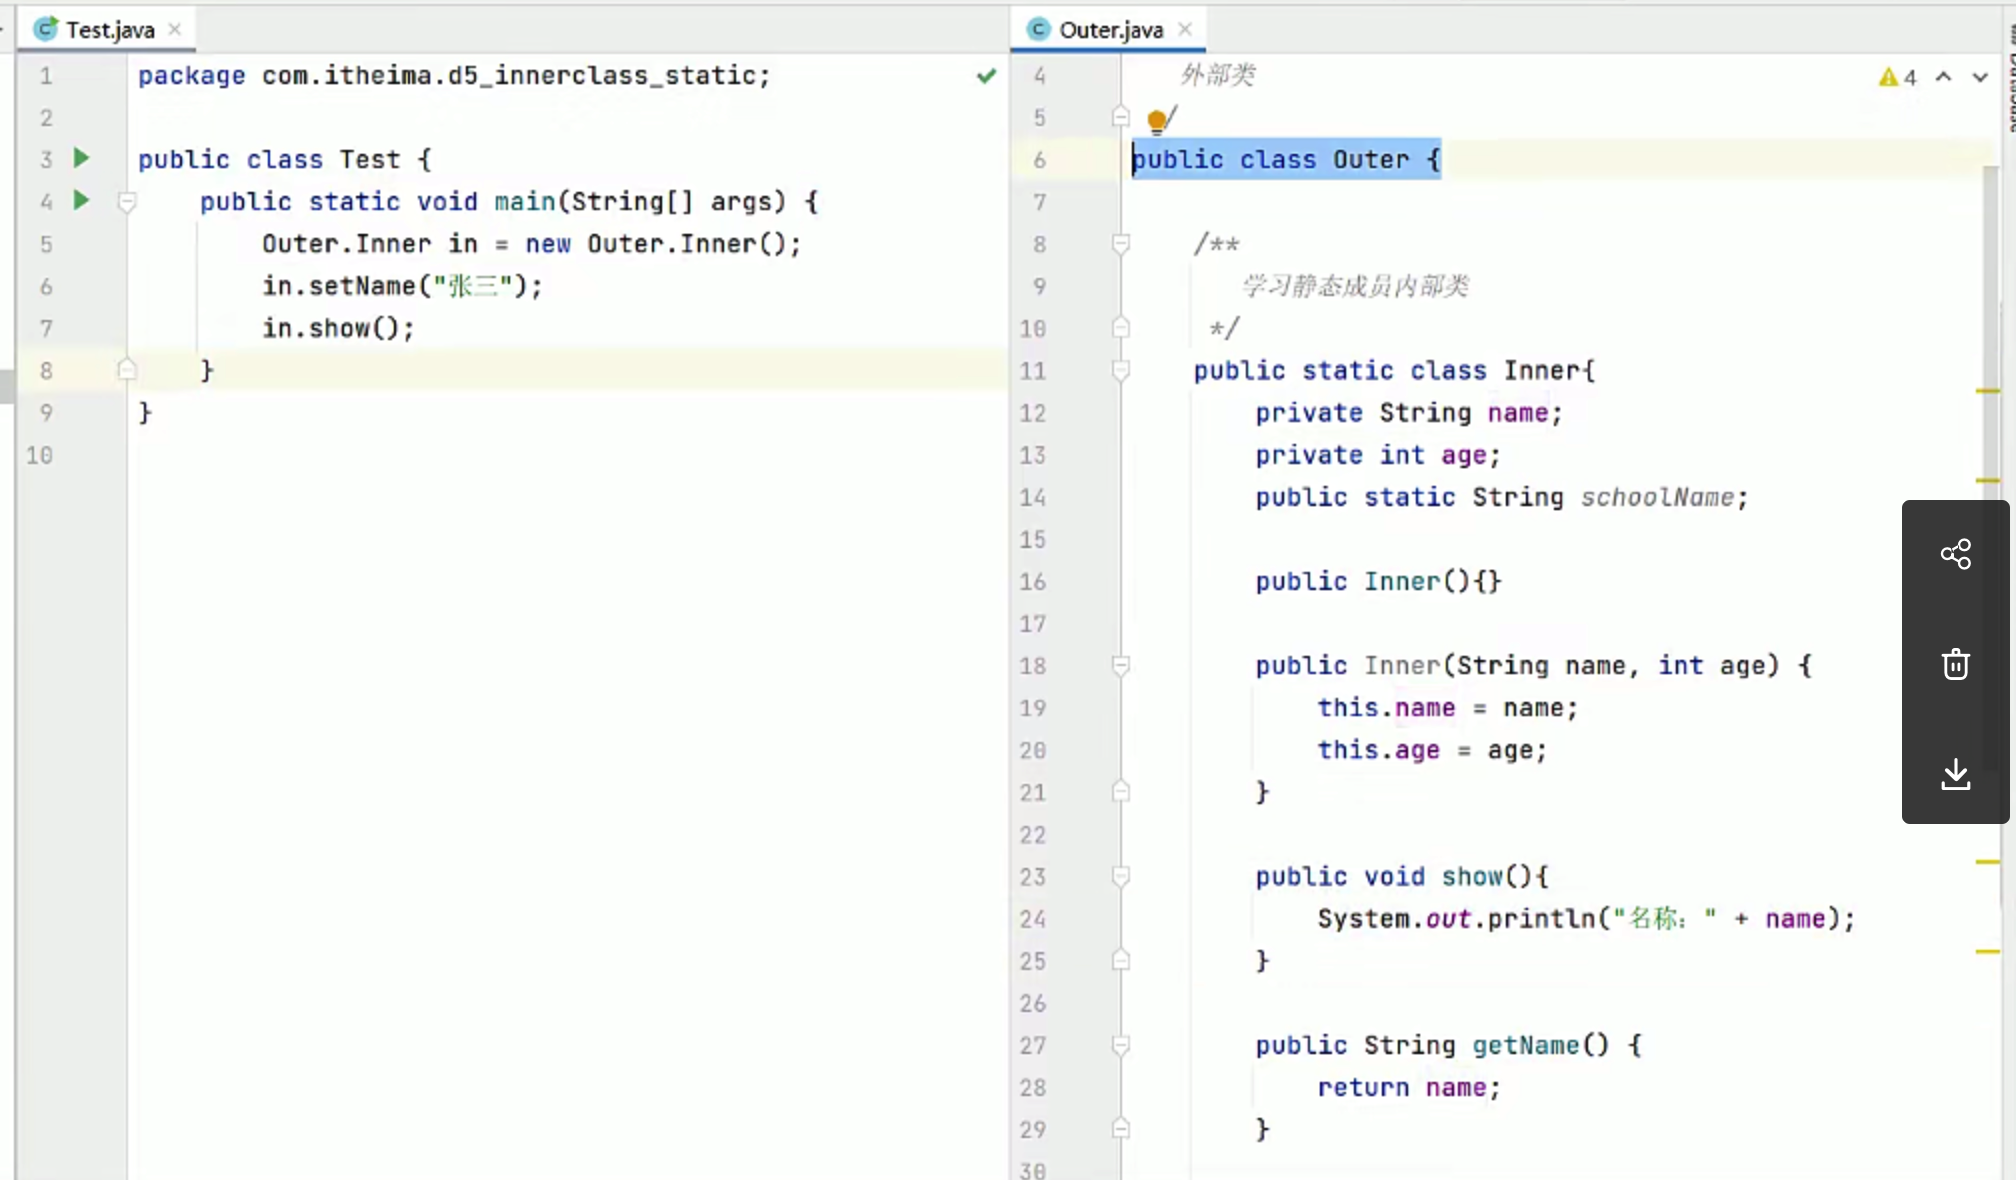 Test.java
1 package com.itheima.d5_innerclass_static;
2
3 public class Test {
4 public static void main(String[] args) {
5 Outer.Inner in = new Outer.Inner();
6 in.setName("张三");
7 in.show();
8 }
9 }
10
Outer.java
4 外部类
4
5 /
6 public class Outer {
7
8 /**
9 学习静态成员内部类
10 */
11 public static class Inner{
12 private String name;
13 private int age;
14 public static String schoolName;
15
16 public Inner(){}
17
18 public Inner(String name, int age) {
19 this.name = name;
20 this.age = age;
21 }
22
23 public void show(){
24 System.out.println("名称：" + name);
25 }
26
27 public String getName() {
28 return name;
29 }
30